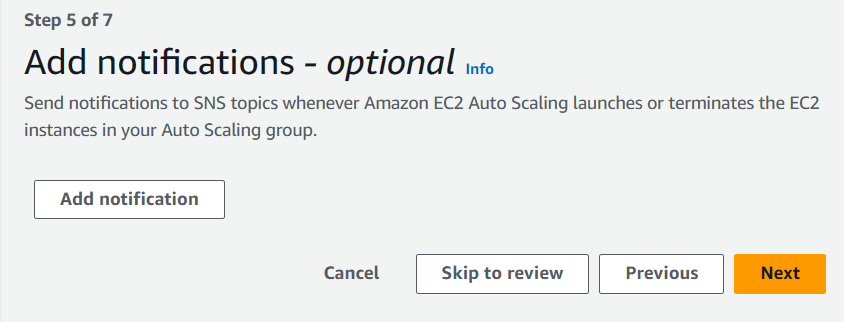 Step 5 of 7
Add notifications - optional Info
Send notifications to SNS topics whenever Amazon EC2 Auto Scaling launches or terminates the EC2
instances in your Auto Scaling group.
Add notification
Cancel Skip to review Previous Next